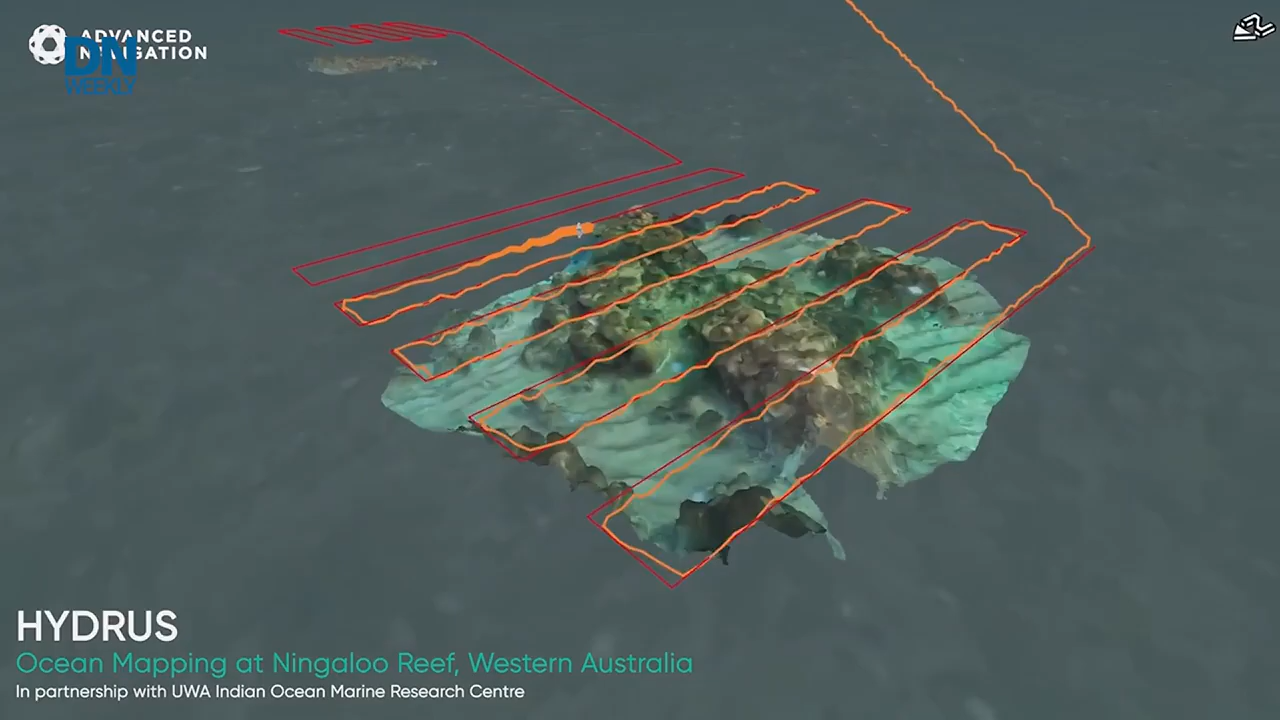 ADVANCED
NAVIGATION
DN
WEEKLY
HYDRUS
Ocean Mapping at Ningaloo Reef, Western Australia
In partnership with UWA Indian Ocean Marine Research Centre